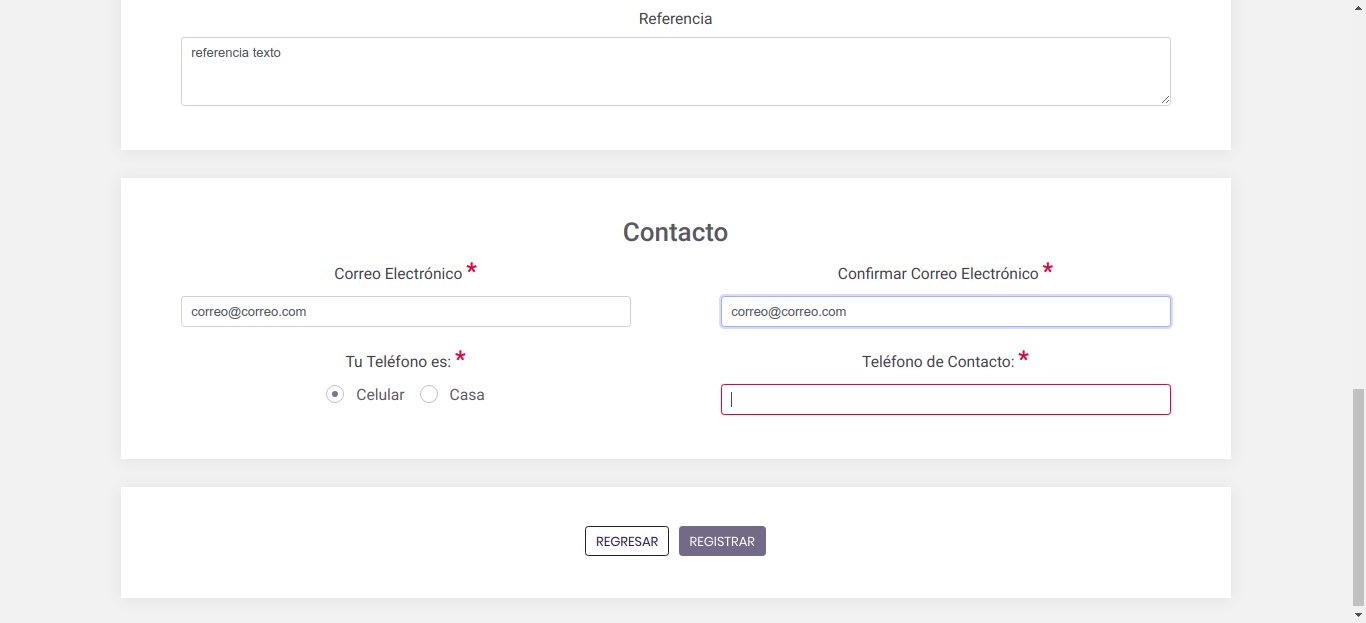 Referencia
referencia texto
Contacto
Correo Electrónico *
Confirmar Correo Electrónico *
correo@correo.com
correo@correo.com
Tu Teléfono es: *
Teléfono de Contacto: *
Celular
Casa
REGRESAR
REGISTRAR